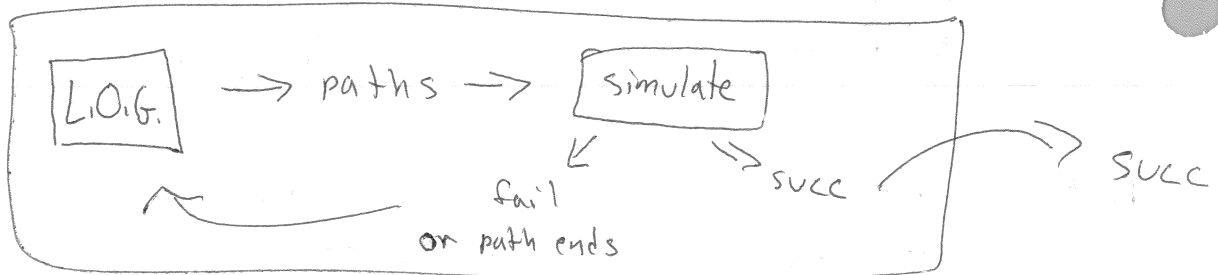 L.O.G. → paths → simulate
succ
succ
fail
or path ends